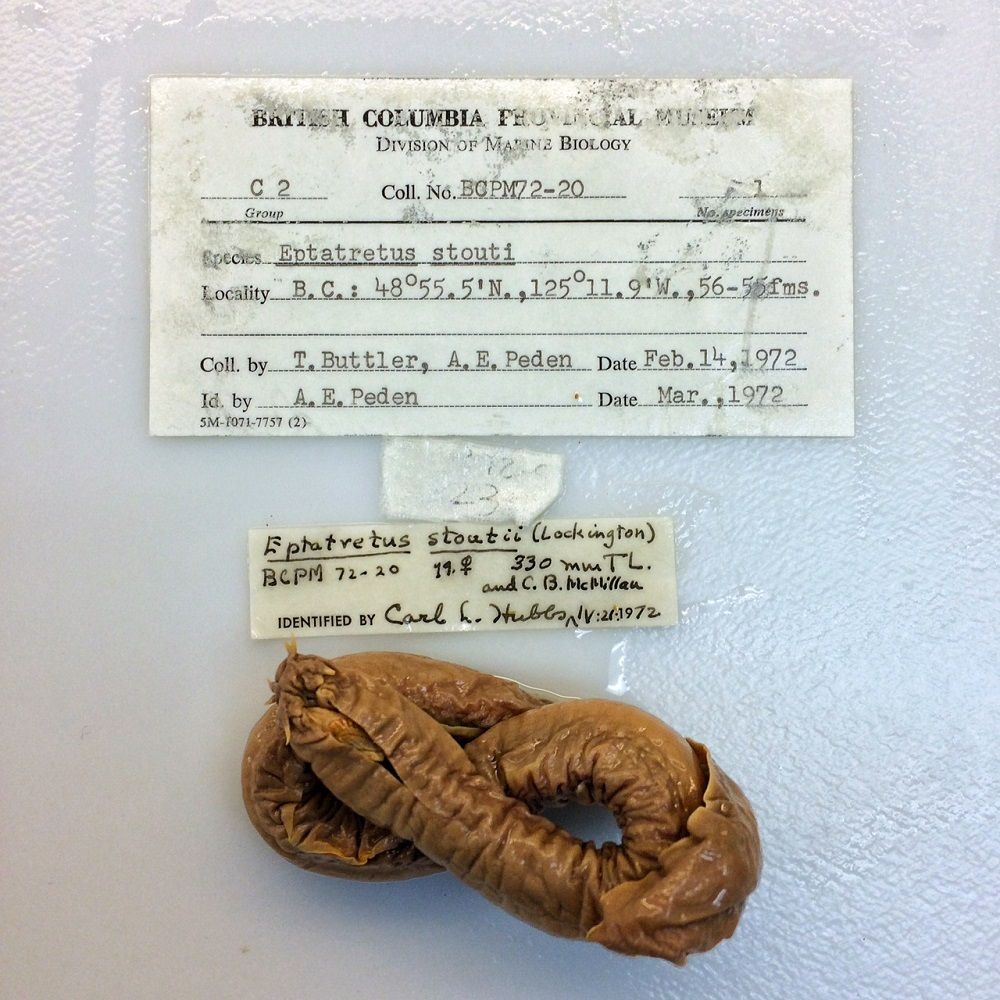 BRITISH COLUMBIA PROVINCIAL MUSEUM
DIVISION OF MARINE BIOLOGY
C 2 Coll. No. BCPM72-20 1
Group No. specimens
Species Eptatretus stouti
Locality B.C.: 48°55.5'N.,125°11.9'W.,56-55fms.
Coll. by T. Buttler, A.E. Peden Date Feb.14,1972
Id. by A.E. Peden Date Mar.,1972
5M-1071-7757 (2)
23
Eptatretus stoutii (Lockington)
BCPM 72-20 19.♀ 330 mm TL.
and C. B. McMillan
IDENTIFIED BY Carl L. Hubbs, IV:21:1972